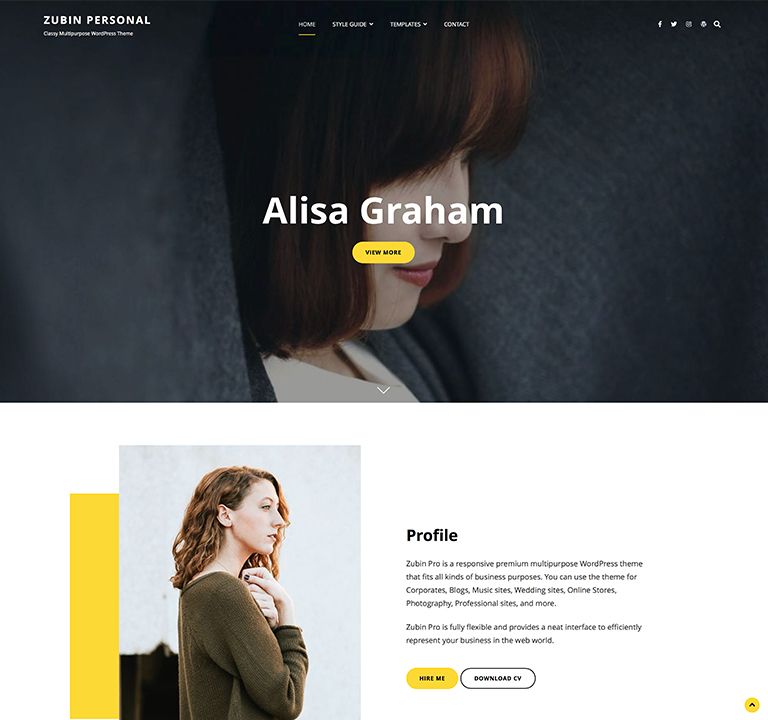 ZUBIN PERSONAL
Classy Multipurpose WordPress Theme
HOME STYLE GUIDE TEMPLATES CONTACT
Alisa Graham
VIEW MORE
Profile
Zubin Pro is a responsive premium multipurpose WordPress theme
that fits all kinds of business purposes. You can use the theme for
Corporates, Blogs, Music sites, Wedding sites, Online Stores,
Photography, Professional sites, and more.
Zubin Pro is fully flexible and provides a neat interface to efficiently
represent your business in the web world.
HIRE ME DOWNLOAD CV